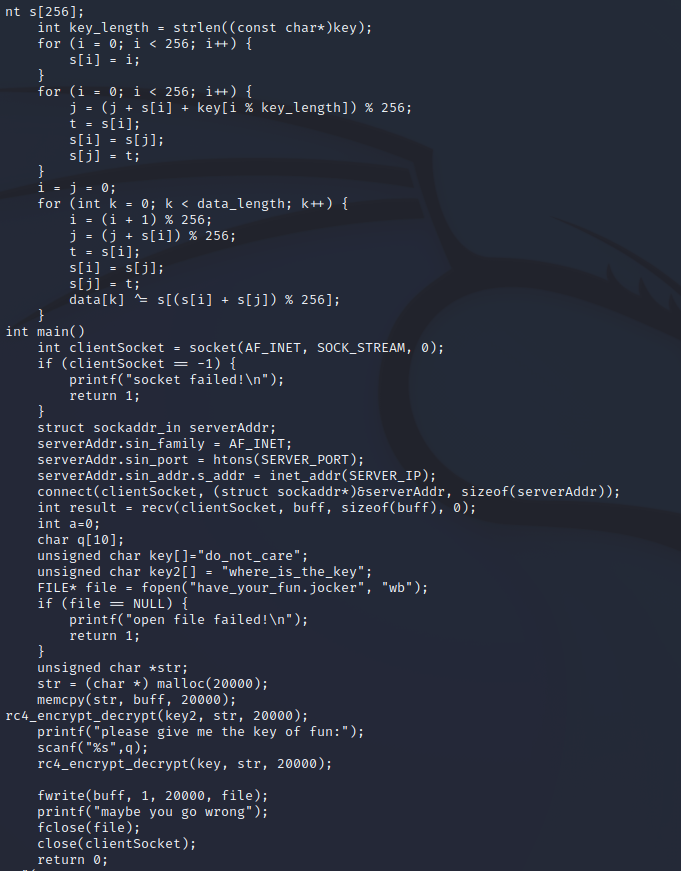 nt s[256];
int key_length = strlen((const char*)key);
for (i = 0; i < 256; i++) {
s[i] = i;
}
for (i = 0; i < 256; i++) {
j = (j + s[i] + key[i % key_length]) % 256;
t = s[i];
s[i] = s[j];
s[j] = t;
}
i = j = 0;
for (int k = 0; k < data_length; k++) {
i = (i + 1) % 256;
j = (j + s[i]) % 256;
t = s[i];
s[i] = s[j];
s[j] = t;
data[k] ^= s[(s[i] + s[j]) % 256];
}
int main()
int clientSocket = socket(AF_INET, SOCK_STREAM, 0);
if (clientSocket == -1) {
printf("socket failed!\n");
return 1;
}
struct sockaddr_in serverAddr;
serverAddr.sin_family = AF_INET;
serverAddr.sin_port = htons(SERVER_PORT);
serverAddr.sin_addr.s_addr = inet_addr(SERVER_IP);
connect(clientSocket, (struct sockaddr*)&serverAddr, sizeof(serverAddr));
int result = recv(clientSocket, buff, sizeof(buff), 0);
int a=0;
char q[10];
unsigned char key[]="do_not_care";
unsigned char key2[] = "where_is_the_key";
FILE* file = fopen("have_your_fun.jocker", "wb");
if (file == NULL) {
printf("open file failed!\n");
return 1;
}
unsigned char *str;
str = (char *) malloc(20000);
memcpy(str, buff, 20000);
rc4_encrypt_decrypt(key2, str, 20000);
printf("please give me the key of fun:");
scanf("%s",q);
rc4_encrypt_decrypt(key, str, 20000);
fwrite(buff, 1, 20000, file);
printf("maybe you go wrong");
fclose(file);
close(clientSocket);
return 0;